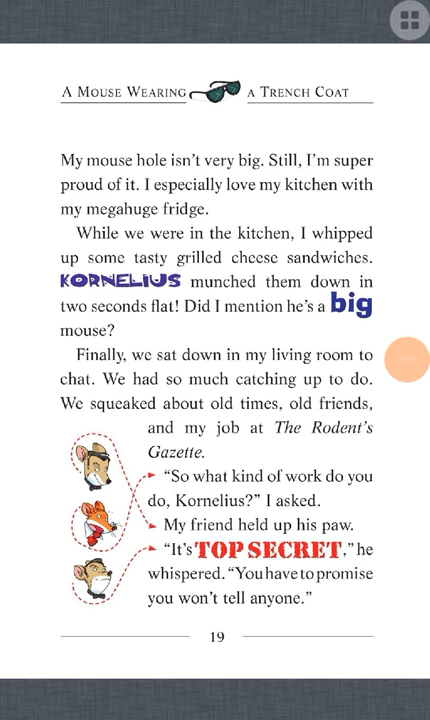 A Mouse Wearing a Trench Coat
My mouse hole isn't very big. Still, I'm super
proud of it. I especially love my kitchen with
my megahuge fridge.
While we were in the kitchen, I whipped
up some tasty grilled cheese sandwiches.
KORNELIUS munched them down in
two seconds flat! Did I mention he's a big
mouse?
Finally, we sat down in my living room to
chat. We had so much catching up to do.
We squeaked about old times, old friends,
and my job at The Rodent's
Gazette.
"So what kind of work do you
do, Kornelius?" I asked.
My friend held up his paw.
"It's TOP SECRET," he
whispered. "You have to promise
you won't tell anyone."
19